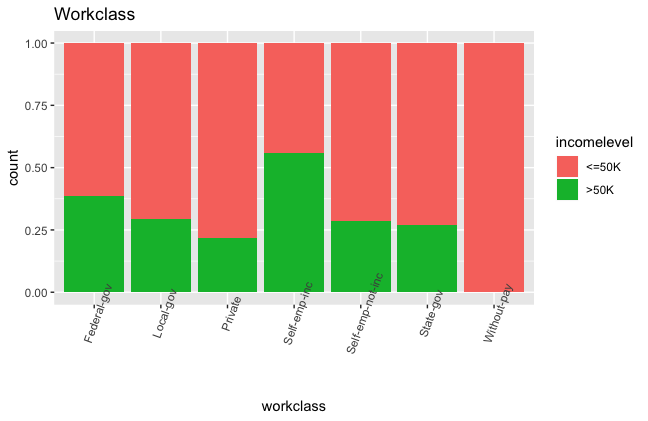 Workclass
count
1.00
0.75
0.50
0.25
0.00
Federal-gov
Local-gov
Private
Self-emp-inc
Self-emp-not-inc
State-gov
Without-pay
workclass
incomelevel
<=50K
>50K